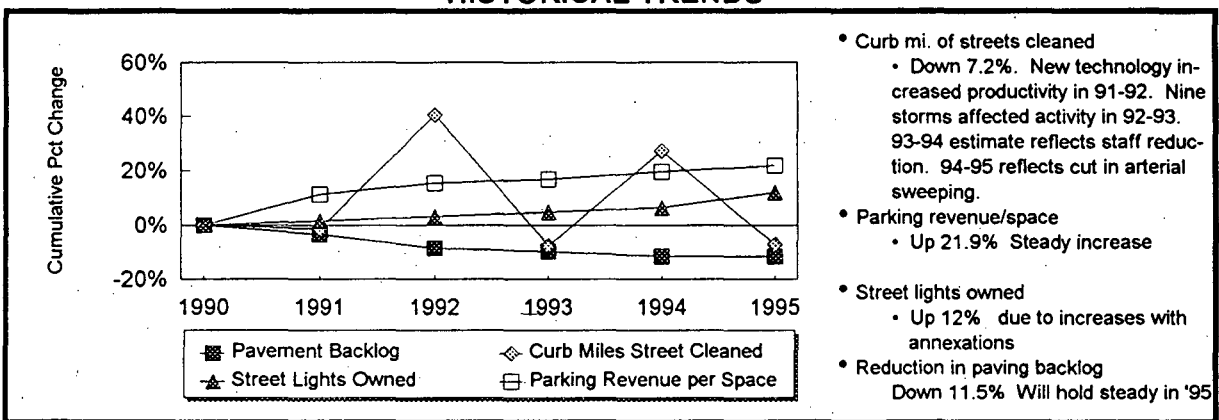 HISTORICAL TRENDS
Cumulative Pct Change
60%
40%
20%
0%
-20%
1990 1991 1992 1993 1994 1995
Pavement Backlog
Curb Miles Street Cleaned
Street Lights Owned
Parking Revenue per Space
• Curb mi. of streets cleaned
• Down 7.2%. New technology in-
creased productivity in 91-92. Nine
storms affected activity in 92-93.
93-94 estimate reflects staff reduc-
tion. 94-95 reflects cut in arterial
sweeping.
• Parking revenue/space
• Up 21.9% Steady increase
• Street lights owned
• Up 12% due to increases with
annexations
• Reduction in paving backlog
Down 11.5% Will hold steady in '95